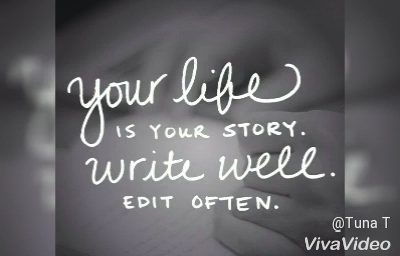 your life
IS YOUR STORY.
write well.
EDIT OFTEN.
@Tuna T
VivaVideo